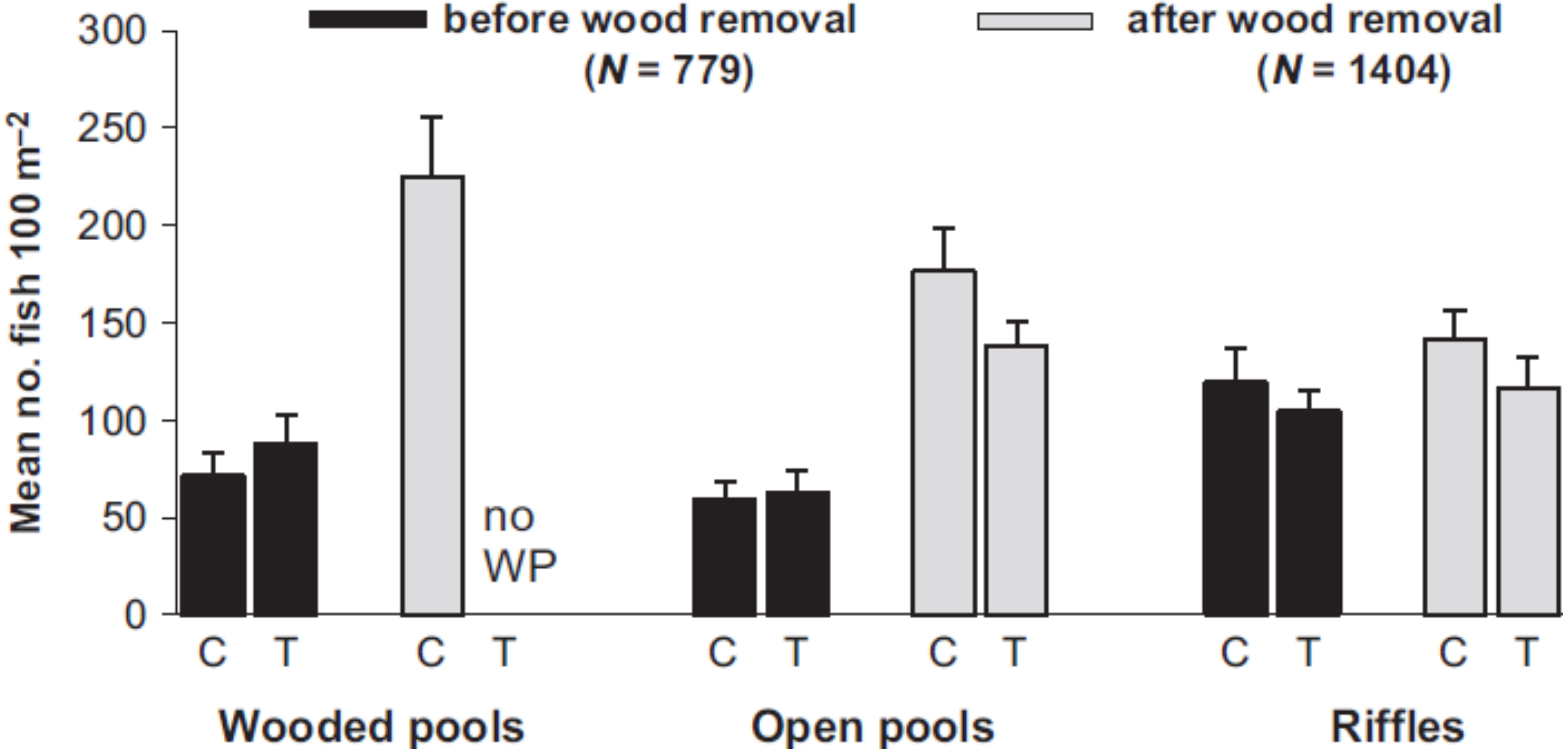 before wood removal
(N = 779)
after wood removal
(N = 1404)
Mean no. fish 100 m⁻²
300
250
200
150
100
50
0
no
WP
C T C T C T C T C T C T
Wooded pools Open pools Riffles